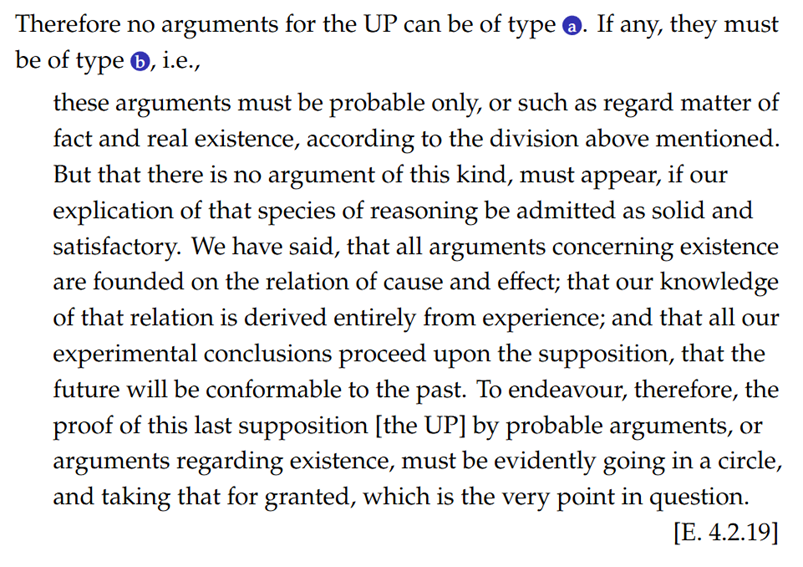 Therefore no arguments for the UP can be of type a. If any, they must
be of type b, i.e.,
these arguments must be probable only, or such as regard matter of
fact and real existence, according to the division above mentioned.
But that there is no argument of this kind, must appear, if our
explication of that species of reasoning be admitted as solid and
satisfactory. We have said, that all arguments concerning existence
are founded on the relation of cause and effect; that our knowledge
of that relation is derived entirely from experience; and that all our
experimental conclusions proceed upon the supposition, that the
future will be conformable to the past. To endeavour, therefore, the
proof of this last supposition [the UP] by probable arguments, or
arguments regarding existence, must be evidently going in a circle,
and taking that for granted, which is the very point in question.
[E. 4.2.19]